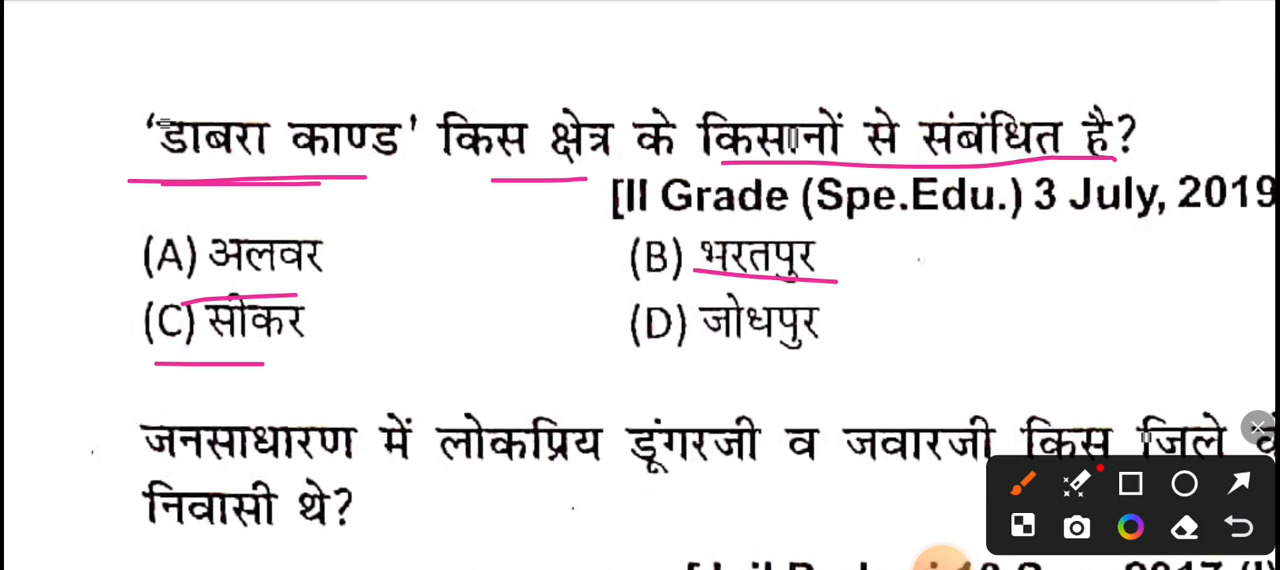 'डाबरा काण्ड' किस क्षेत्र के किसानों से संबंधित है?
[II Grade (Spe.Edu.) 3 July, 2019
(A) अलवर (B) भरतपुर
(C) सीकर (D) जोधपुर
जनसाधारण में लोकप्रिय डूंगरजी व जवारजी किस जिले
निवासी थे?